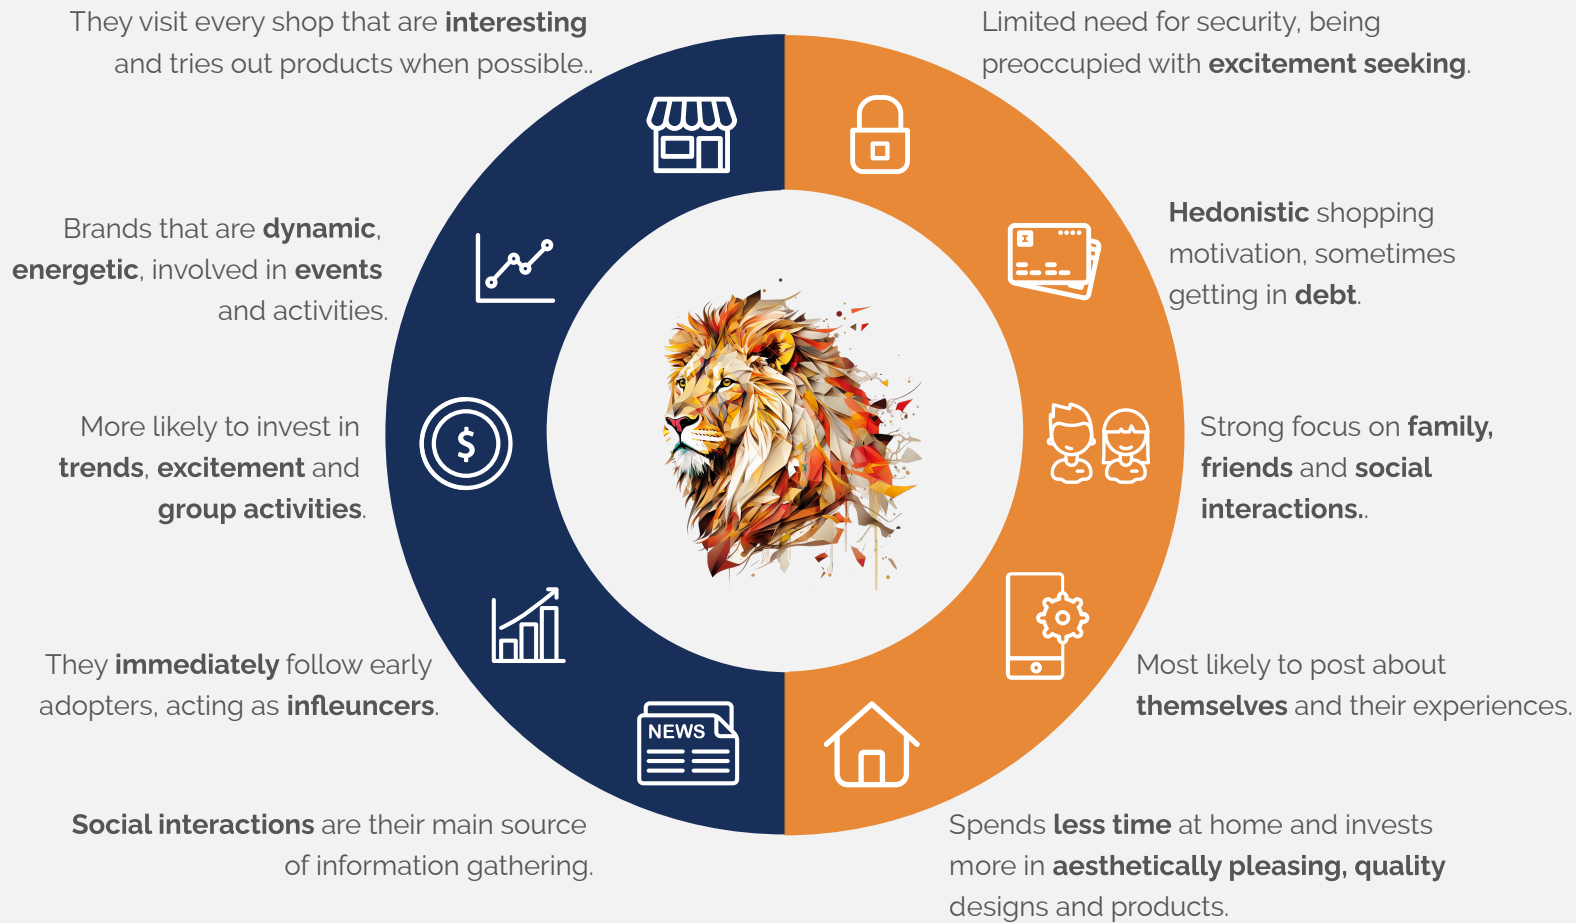 They visit every shop that are interesting
and tries out products when possible..
Limited need for security, being
preoccupied with excitement seeking.
Brands that are dynamic,
energetic, involved in events
and activities.
Hedonistic shopping
motivation, sometimes
getting in debt.
More likely to invest in
trends, excitement and
group activities.
$
Strong focus on family,
friends and social
interactions..
They immediately follow early
adopters, acting as infleuncers.
Most likely to post about
themselves and their experiences.
NEWS
Social interactions are their main source
of information gathering.
Spends less time at home and invests
more in aesthetically pleasing, quality
designs and products.